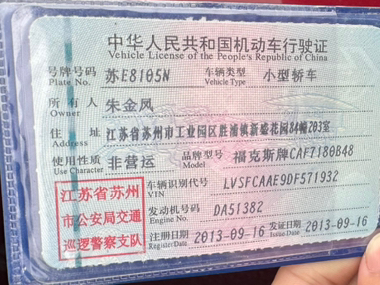 中华人民共和国机动车行驶证
Vehicle License of the People's Republic of China
号牌号码 苏E8105N 车辆类型 小型轿车
Plate No. Vehicle Type
所有人 朱金凤
Owner
住址 江苏省苏州市工业园区胜浦镇新盛花园84幢203室
Address
使用性质 非营运 品牌型号 福克斯牌CAF7180B48
Use Character Model
江苏省苏州
市公安局交通
巡逻警察支队
车辆识别代号 LVSFCAAE9DF571932
VIN
发动机号码 DA51382
Engine No.
注册日期 2013-09-16 发证日期 2013-09-16
Register Date Issue Date